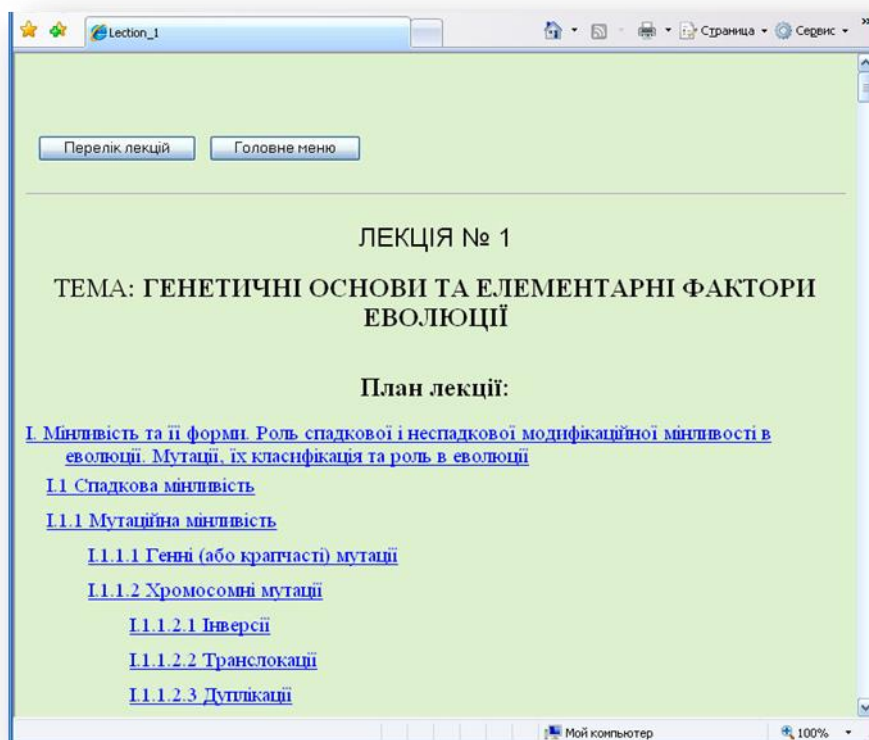 Lection_1
Страница
Сервис
Перелік лекцій
Головне меню
ЛЕКЦІЯ № 1
ТЕМА: ГЕНЕТИЧНІ ОСНОВИ ТА ЕЛЕМЕНТАРНІ ФАКТОРИ
ЕВОЛЮЦІЇ
План лекції:
I. Мінливість та її форми. Роль спадкової і неспадкової модифікаційної мінливості в
еволюції. Мутації, їх класифікація та роль в еволюції
I.1 Спадкова мінливість
I.1.1 Мутаційна мінливість
I.1.1.1 Генні (або крапчасті) мутації
I.1.1.2 Хромосомні мутації
I.1.1.2.1 Інверсії
I.1.1.2.2 Транслокації
I.1.1.2.3 Дуплікації
Мой компьютер
100%